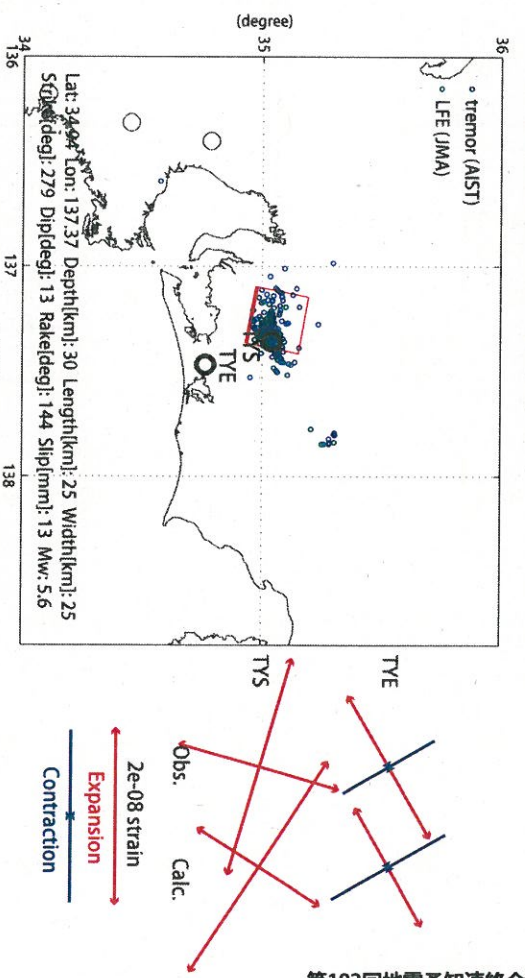 (degree)
36
35
34
136
137
138
tremor (AIST)
LFE (JMA)
TYS
TYE
Lat: 34.94 Lon: 137.37 Depth[km]: 30 Length[km]: 25 Width[km]: 25
Strike[deg]: 279 Dip[deg]: 13 Rake[deg]: 144 Slip[mm]: 13 Mw: 5.6
TYE
TYS
Obs.
Calc.
2e-08 strain
Expansion
Contraction